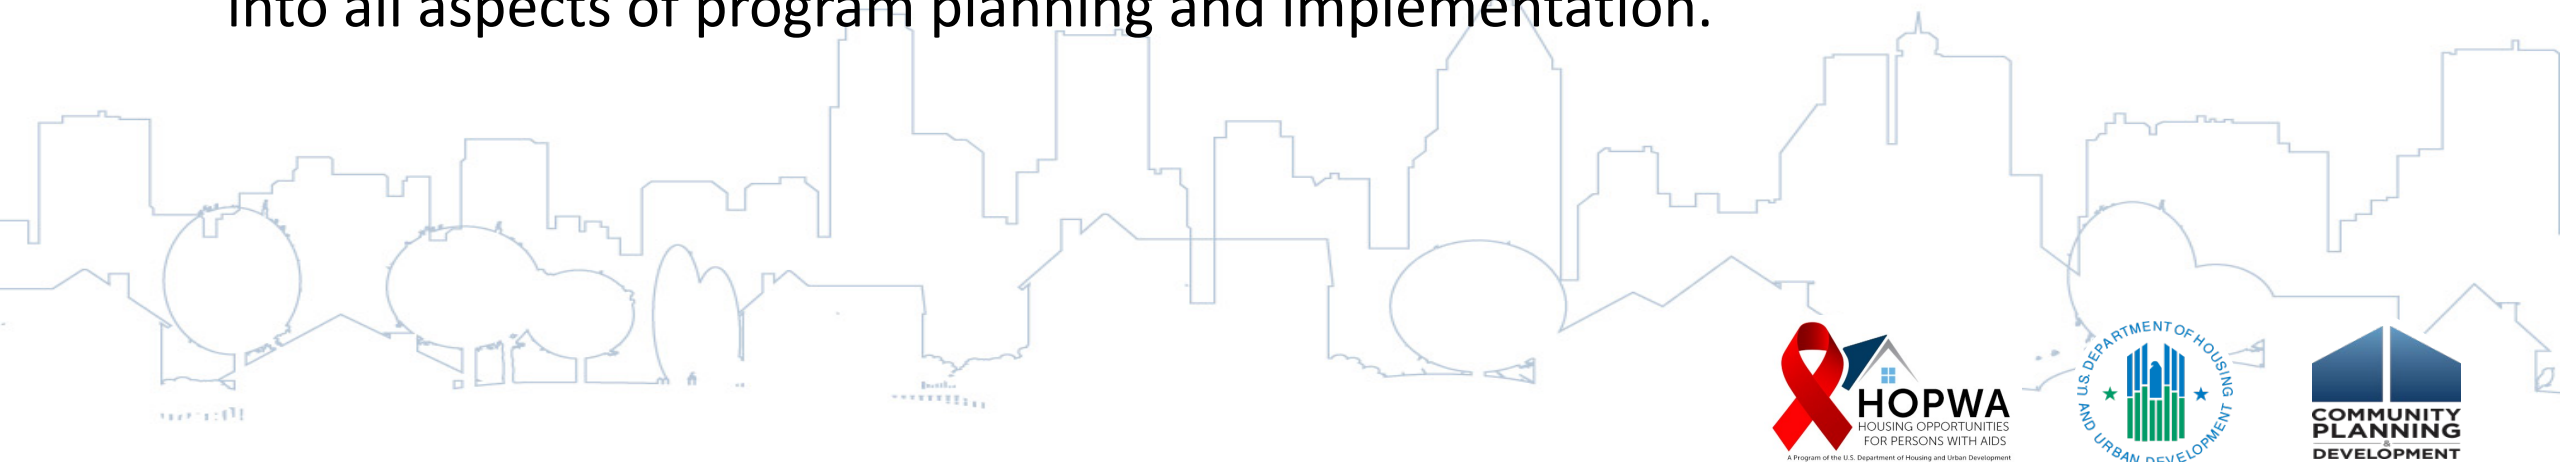 into all aspects of program planning and implementation.
HOPWA
HOUSING OPPORTUNITIES
FOR PERSONS WITH AIDS
A Program of the U.S. Department of Housing and Urban Development
U.S. DEPARTMENT OF HOUSING
AND URBAN DEVELOPMENT
COMMUNITY
PLANNING
&
DEVELOPMENT